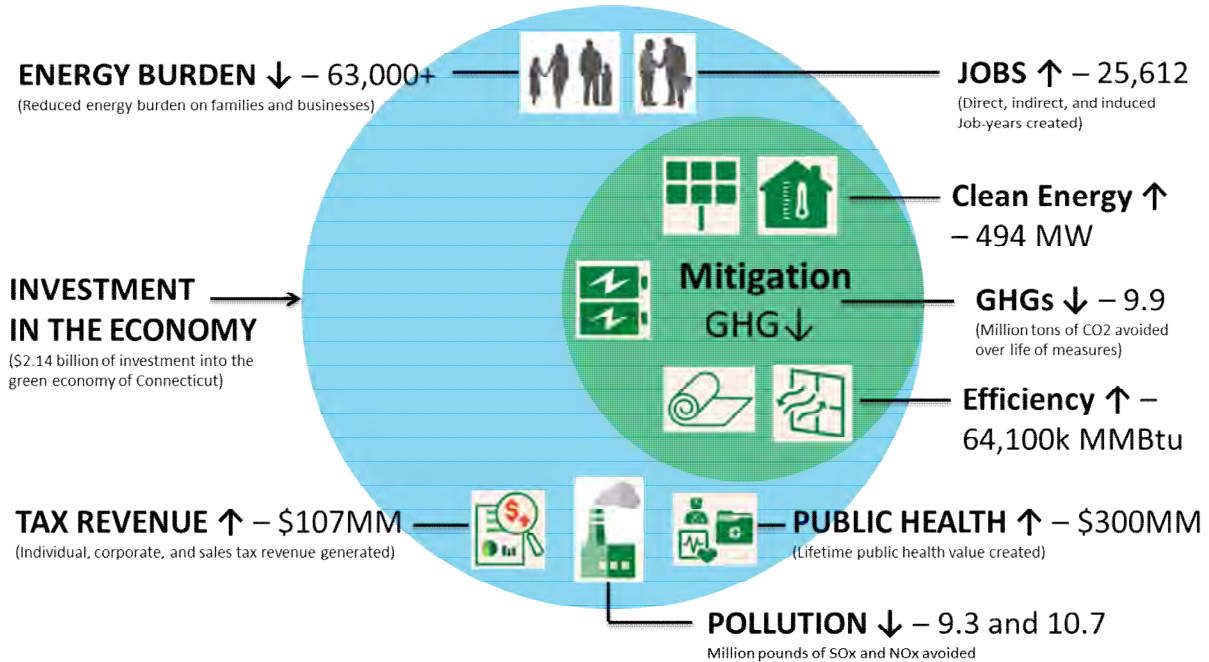 ENERGY BURDEN ↓ – 63,000+
(Reduced energy burden on families and businesses)
JOBS ↑ – 25,612
(Direct, indirect, and induced
Job-years created)
Clean Energy ↑
– 494 MW
INVESTMENT
IN THE ECONOMY
($2.14 billion of investment into the
green economy of Connecticut)
Mitigation
GHG↓
GHGs ↓ – 9.9
(Million tons of CO2 avoided
over life of measures)
Efficiency ↑ –
64,100k MMBtu
TAX REVENUE ↑ – $107MM
(Individual, corporate, and sales tax revenue generated)
$
PUBLIC HEALTH ↑ – $300MM
(Lifetime public health value created)
POLLUTION ↓ – 9.3 and 10.7
Million pounds of SOx and NOx avoided